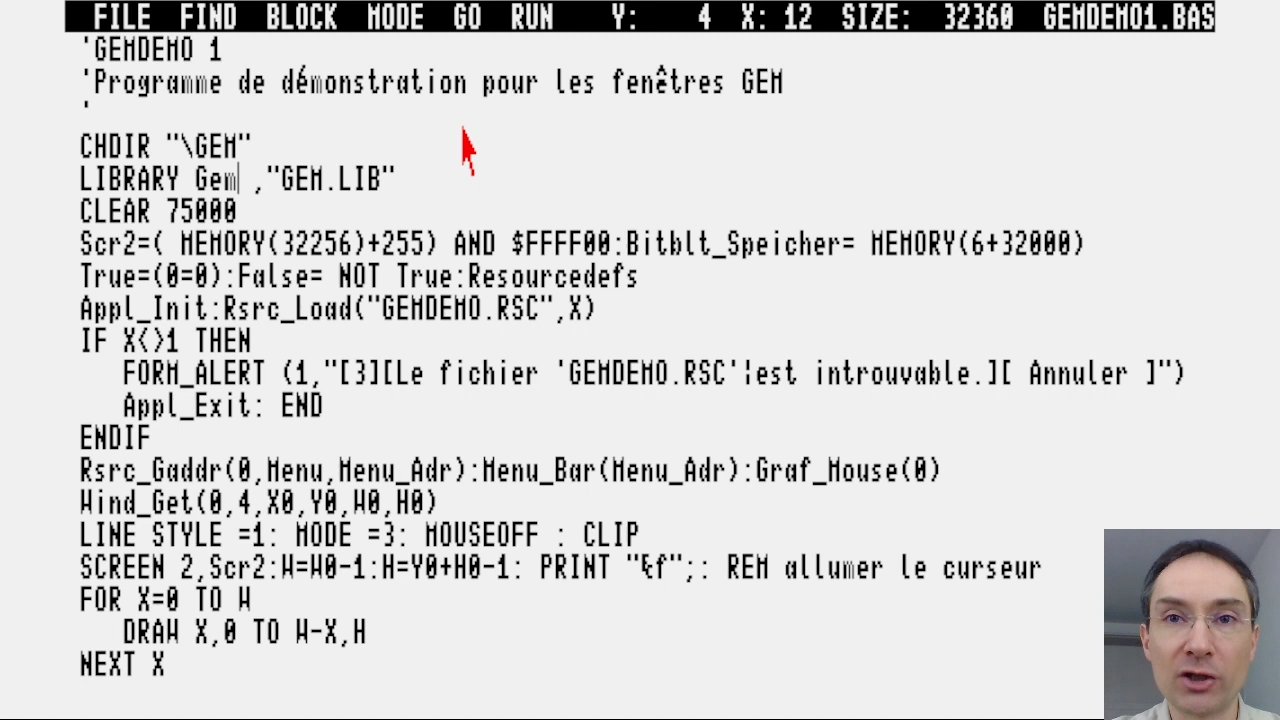 FILE FIND BLOCK MODE GO RUN Y: 4 X: 12 SIZE: 32360 GEMDEMO1.BAS
'GEMDEMO 1
'Programme de démonstration pour les fenêtres GEM
'
CHDIR "\GEM"
LIBRARY Gem ,"GEM.LIB"
CLEAR 75000
Scr2=( MEMORY(32256)+255) AND $FFFF00:Bitblt_Speicher= MEMORY(6+32000)
True=(0=0):False= NOT True:Resourcedefs
Appl_Init:Rsrc_Load("GEMDEMO.RSC",X)
IF X<>1 THEN
FORM_ALERT (1,"[3][Le fichier 'GEMDEMO.RSC'¦est introuvable.][ Annuler ]")
Appl_Exit: END
ENDIF
Rsrc_Gaddr(0,Menu,Menu_Adr):Menu_Bar(Menu_Adr):Graf_Mouse(0)
Wind_Get(0,4,X0,Y0,W0,H0)
LINE STYLE =1: MODE =3: MOUSEOFF : CLIP
SCREEN 2,Scr2:W=W0-1:H=Y0+H0-1: PRINT "␛f";: REM allumer le curseur
FOR X=0 TO W
DRAW X,0 TO W-X,H
NEXT X